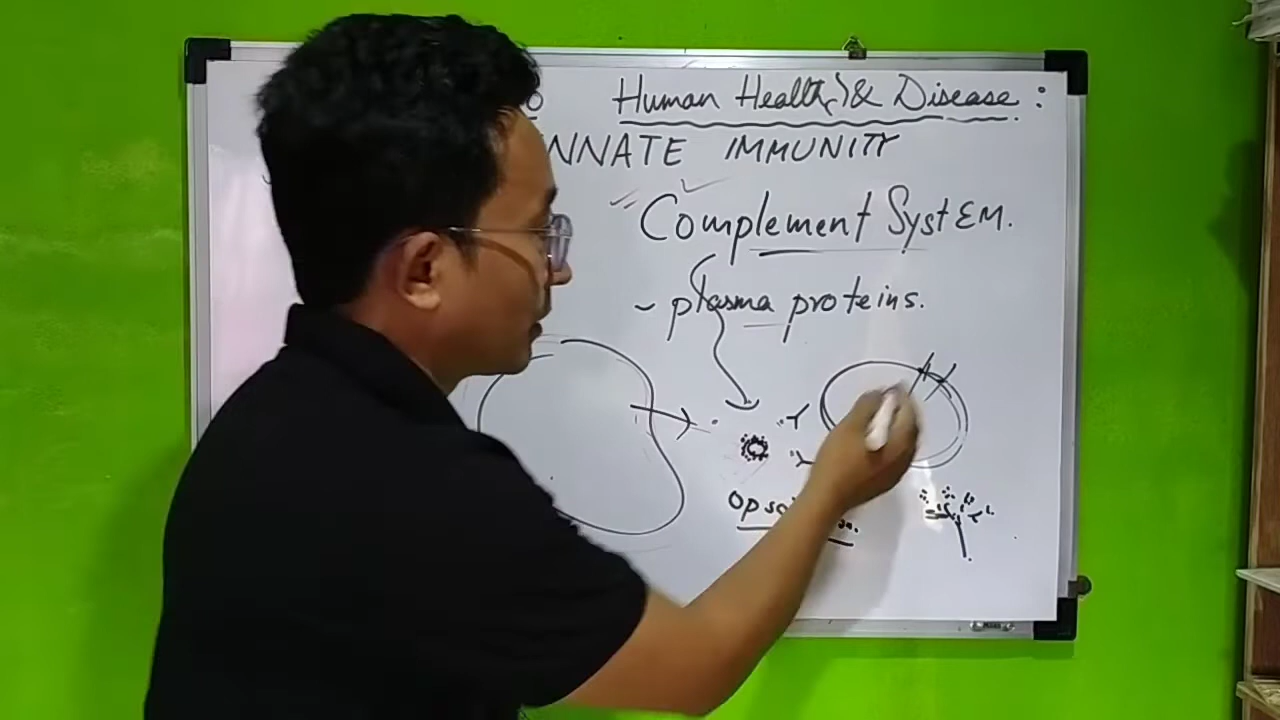 Human Health & Disease :
NNATE IMMUNITY
Complement SystEM.
- plasma proteins.